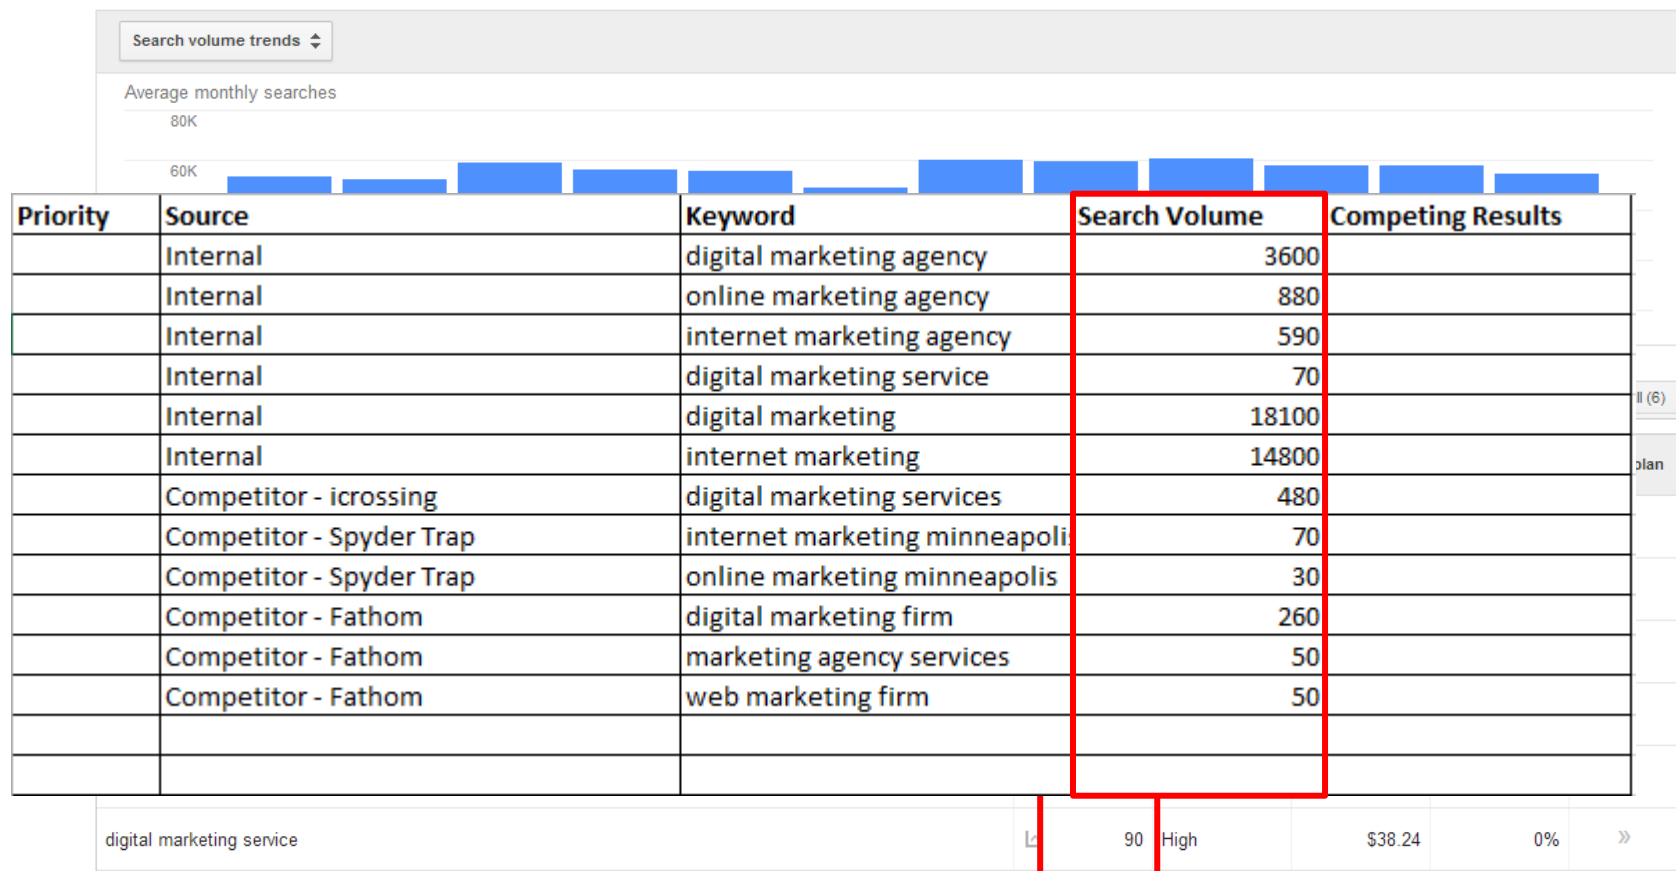 Search volume trends
Average monthly searches
80K
60K
Priority Source Keyword Search Volume Competing Results
Internal digital marketing agency 3600
Internal online marketing agency 880
Internal internet marketing agency 590
Internal digital marketing service 70
Internal digital marketing 18100
ll (6)
Internal internet marketing 14800
plan
Competitor - icrossing digital marketing services 480
Competitor - Spyder Trap internet marketing minneapolis 70
Competitor - Spyder Trap online marketing minneapolis 30
Competitor - Fathom digital marketing firm 260
Competitor - Fathom marketing agency services 50
Competitor - Fathom web marketing firm 50
digital marketing service 90 High $38.24 0% »